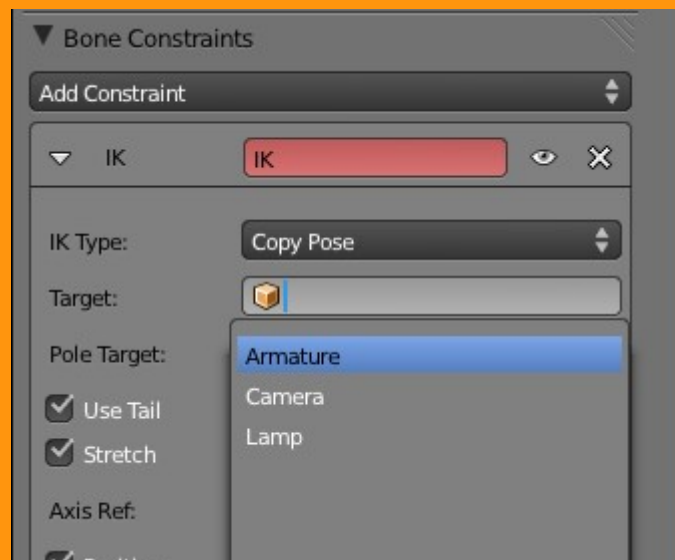 Bone Constraints
Add Constraint
IK IK
IK Type: Copy Pose
Target:
Pole Target:
Armature
Camera
Use Tail
Lamp
Stretch
Axis Ref: